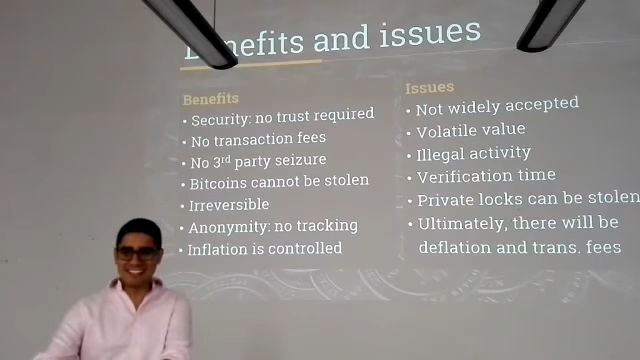 Benefits and issues
Benefits
• Security: no trust required
• No transaction fees
• No 3rd party seizure
• Bitcoins cannot be stolen
• Irreversible
• Anonymity: no tracking
• Inflation is controlled
Issues
• Not widely accepted
• Volatile value
• Illegal activity
• Verification time
• Private locks can be stolen
• Ultimately, there will be
deflation and trans. fees